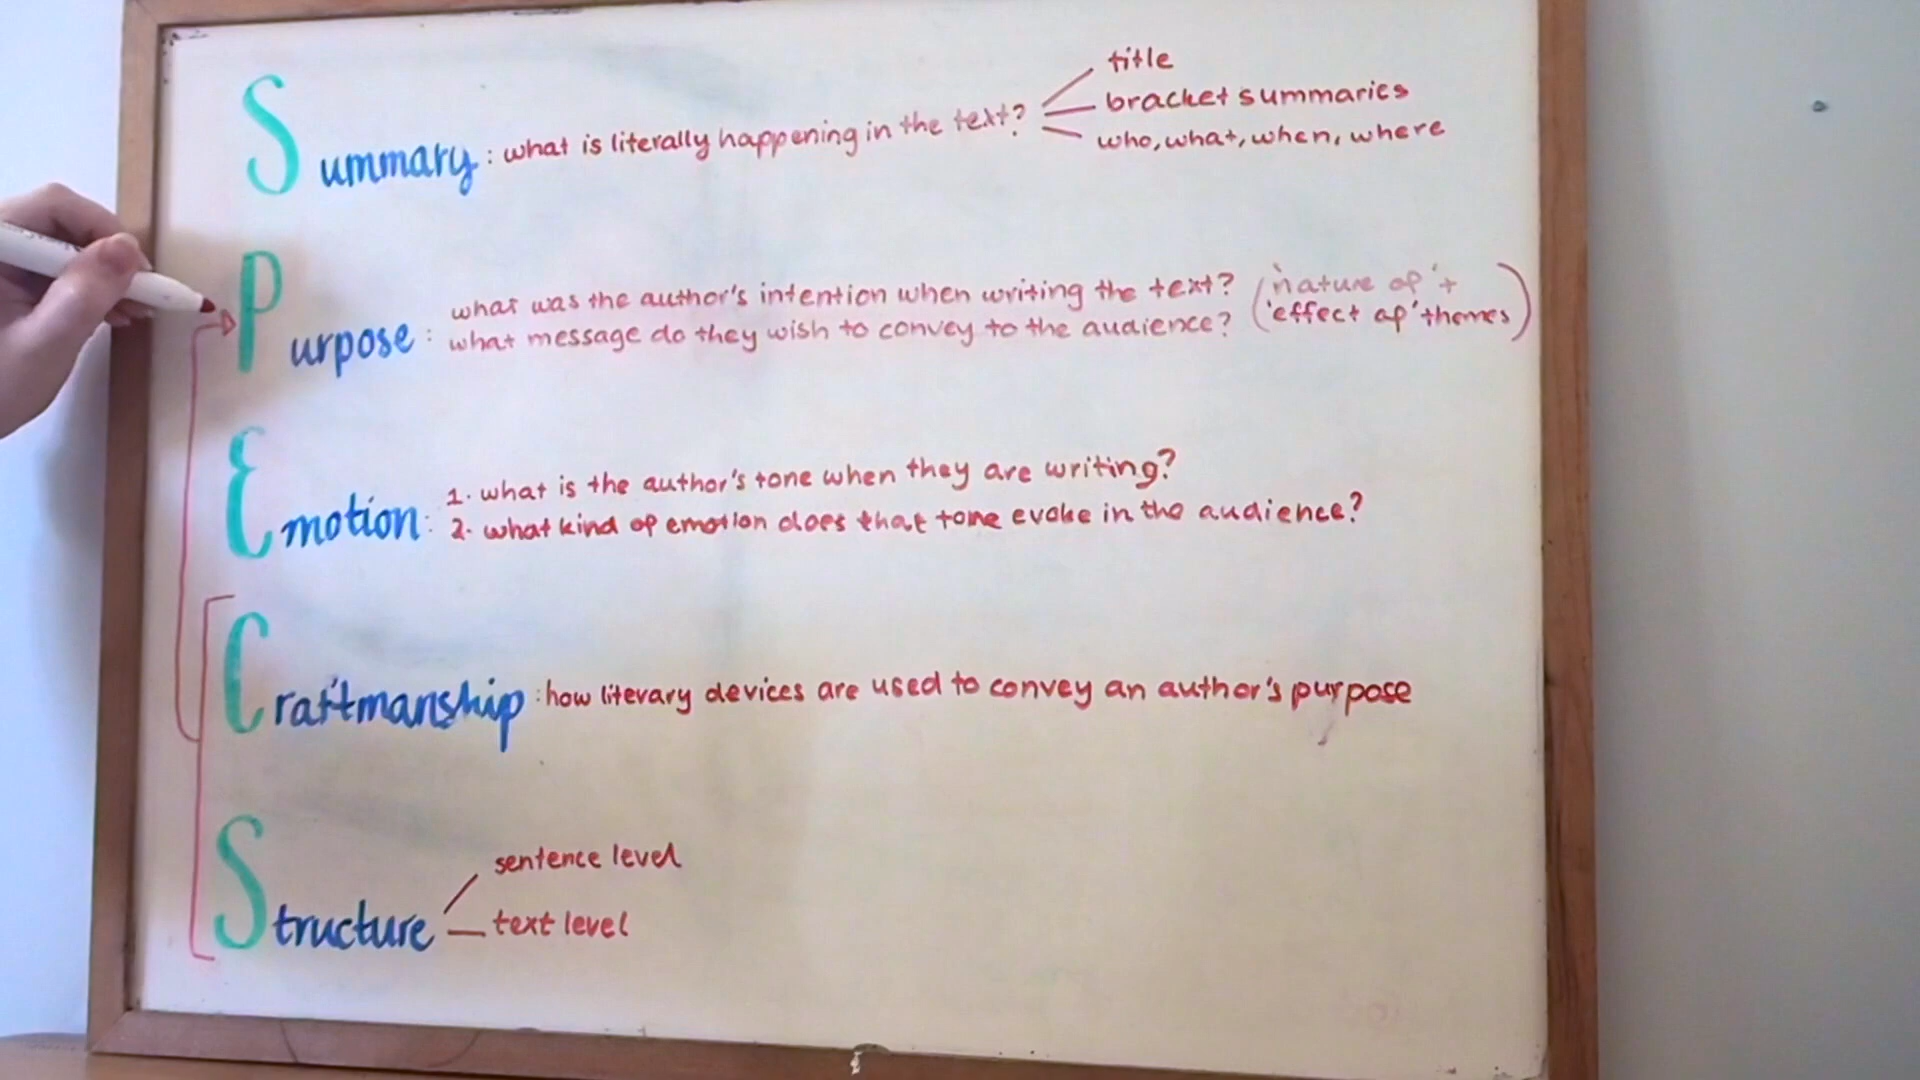 title
bracket summaries
Summary: what is literally happening in the text?
who, what, when, where
what was the author's intention when writing the text? ('nature of' +
Purpose: what message do they wish to convey to the audience? 'effect of' themes)
1. what is the author's tone when they are writing?
Emotion: 2. what kind of emotion does that tone evoke in the audience?
Craftmanship: how literary devices are used to convey an author's purpose
sentence level
Structure
text level